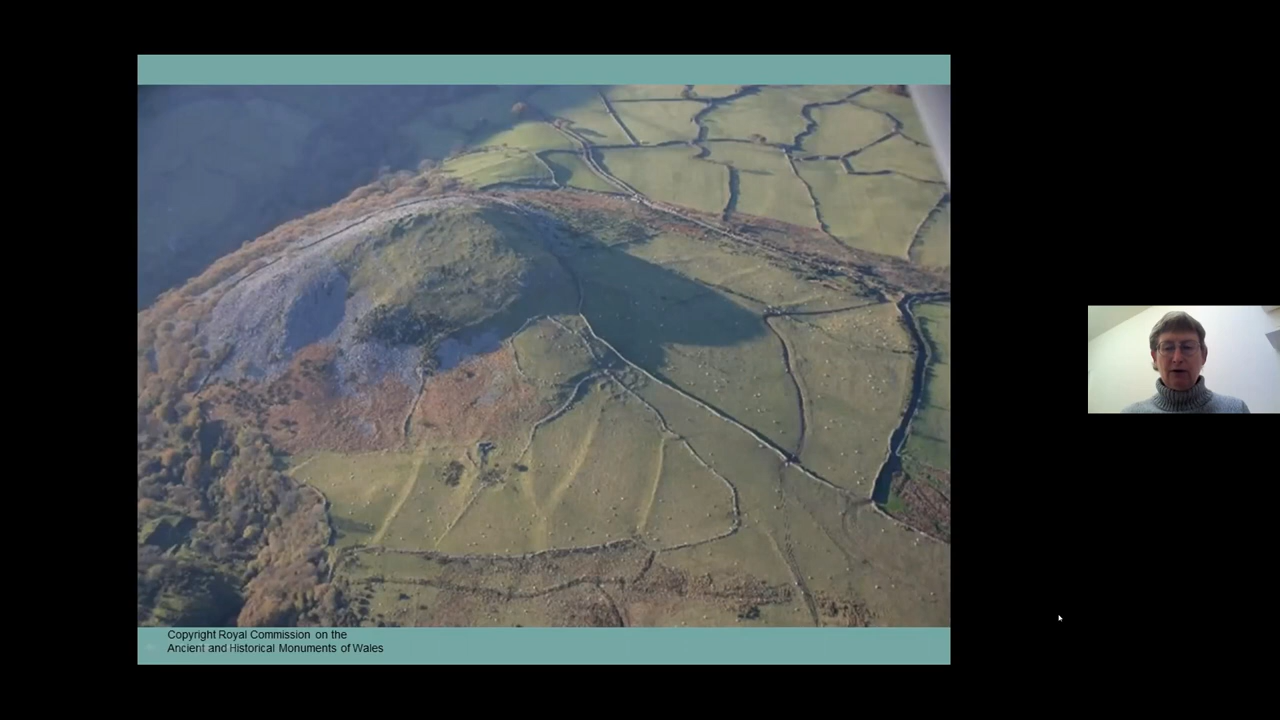 Copyright Royal Commission on the
Ancient and Historical Monuments of Wales